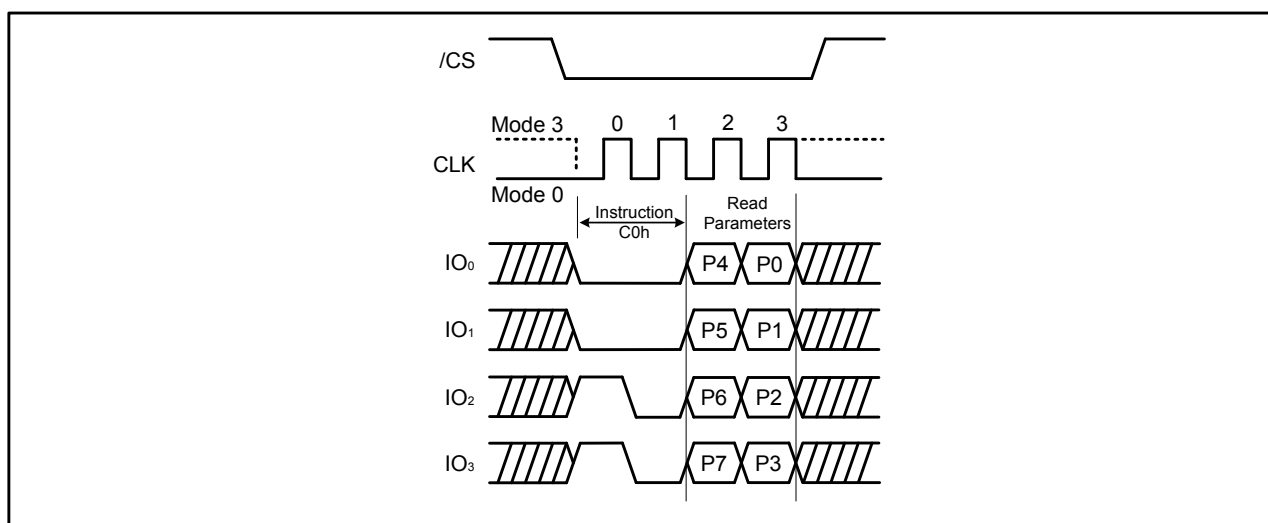 /CS
Mode 3 0 1 2 3
CLK
Mode 0
Instruction
C0h
Read
Parameters
IO₀ P4 P0
IO₁ P5 P1
IO₂ P6 P2
IO₃ P7 P3